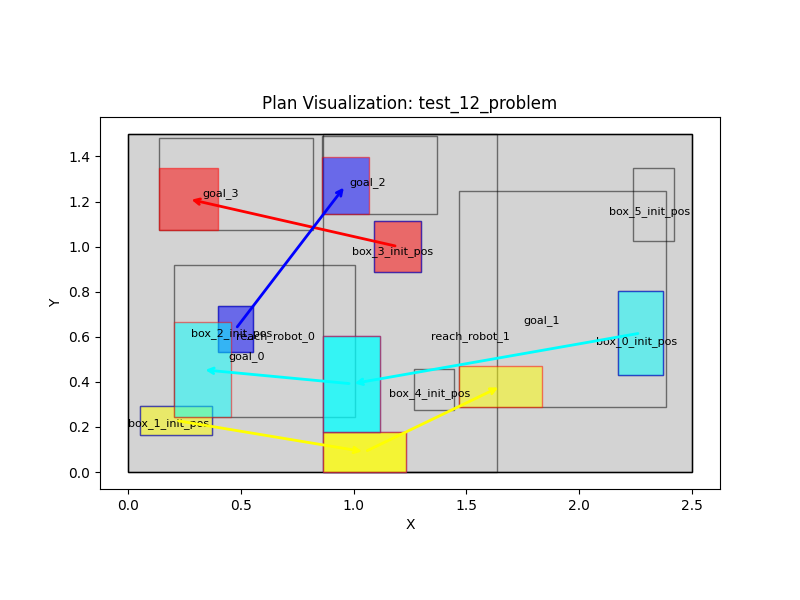 Plan Visualization: test_12_problem
1.4
1.2
1.0
0.8
0.6
0.4
0.2
0.0
Y
goal_3
goal_2
box_5_init_pos
box_3_init_pos
goal_1
box_2_init_pos
reach_robot_0
reach_robot_1
box_0_init_pos
goal_0
box_4_init_pos
box_1_init_pos
0.0
0.5
1.0
1.5
2.0
2.5
X